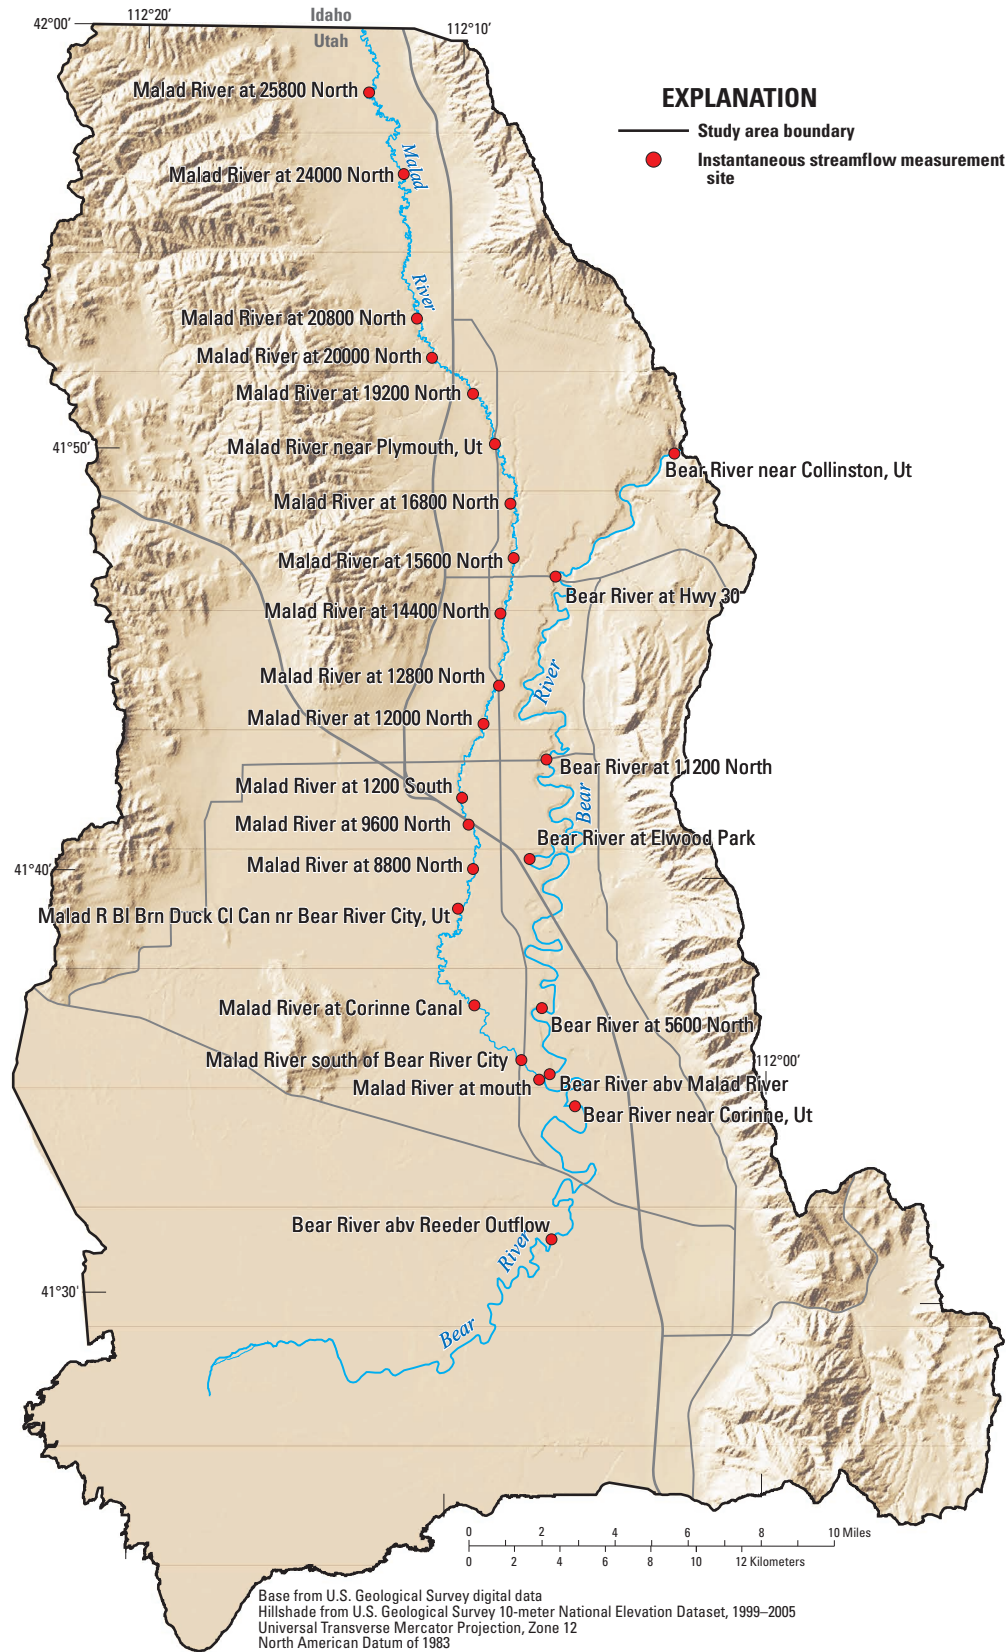 112°20'
Idaho
42°00'
112°10'
Utah
Malad River at 25800 North
EXPLANATION
Study area boundary
Instantaneous streamflow measurement
site
Malad
Malad River at 24000 North
River
Malad River at 20800 North
Malad River at 20000 North
Malad River at 19200 North
41°50'
Malad River near Plymouth, Ut
Bear River near Collinston, Ut
Malad River at 16800 North
Malad River at 15600 North
Bear River at Hwy 30
Malad River at 14400 North
Malad River at 12800 North
River
Malad River at 12000 North
Bear River at 11200 North
Malad River at 1200 South
Bear
Malad River at 9600 North
Bear River at Elwood Park
41°40'
Malad River at 8800 North
Malad R Bl Brn Duck Cl Can nr Bear River City, Ut
Malad River at Corinne Canal
Bear River at 5600 North
Malad River south of Bear River City
112°00'
Malad River at mouth
Bear River abv Malad River
Bear River near Corinne, Ut
Bear River abv Reeder Outflow
River
41°30'
Bear
0 2 4 6 8 10 Miles
0 2 4 6 8 10 12 Kilometers
Base from U.S. Geological Survey digital data
Hillshade from U.S. Geological Survey 10-meter National Elevation Dataset, 1999–2005
Universal Transverse Mercator Projection, Zone 12
North American Datum of 1983